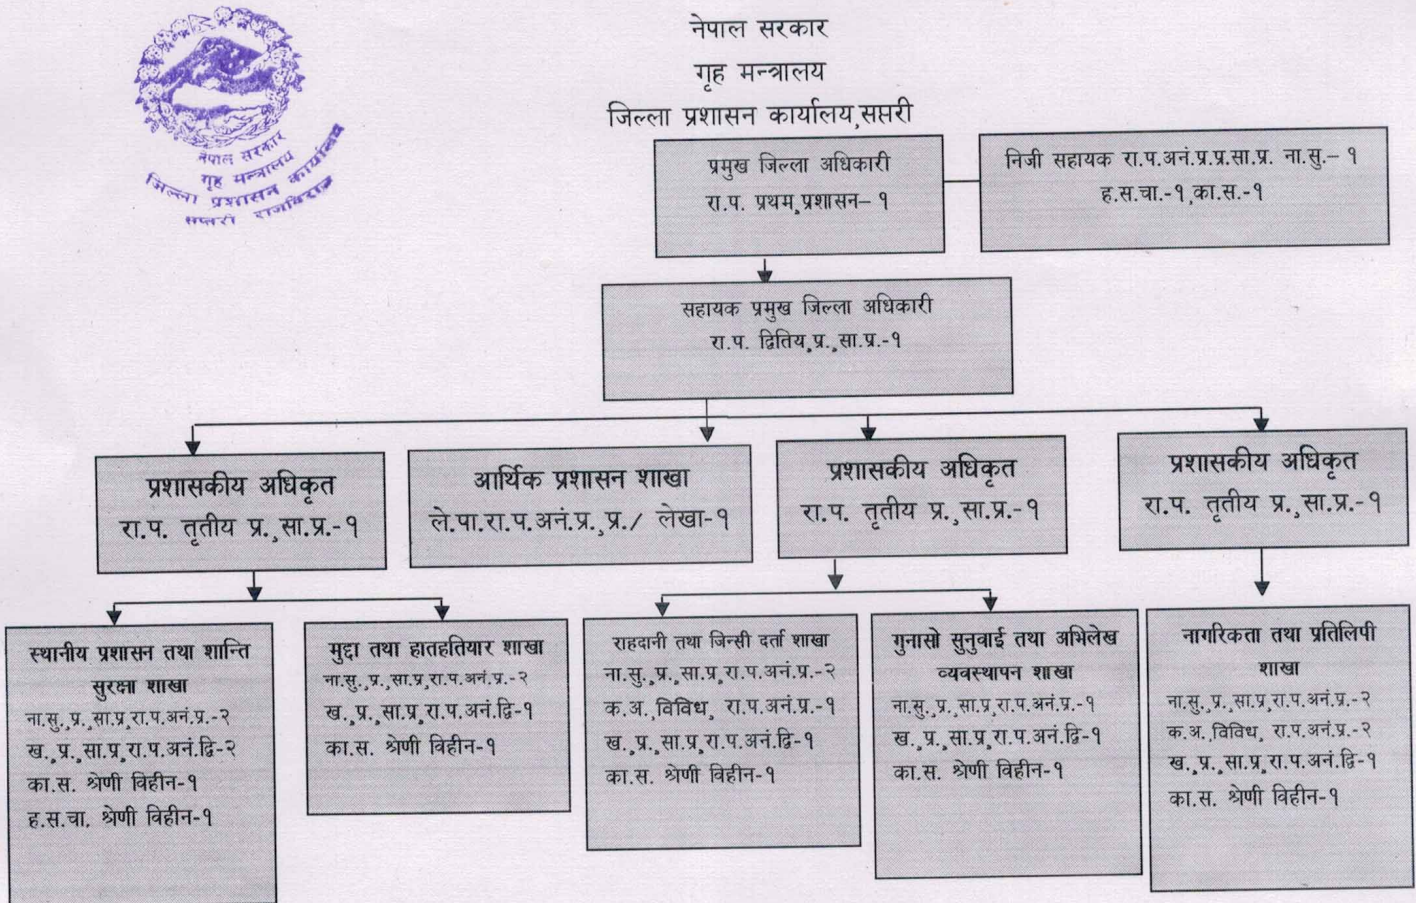 नेपाल सरकार
गृह मन्त्रालय
जिल्ला प्रशासन कार्यालय
सप्तरी राजविराज
नेपाल सरकार
गृह मन्त्रालय
जिल्ला प्रशासन कार्यालय,सप्तरी
प्रमुख जिल्ला अधिकारी
रा.प. प्रथम,प्रशासन– १
निजी सहायक रा.प.अनं.प्र.प्र.सा.प्र. ना.सु.– १
ह.स.चा.-१,का.स.-१
सहायक प्रमुख जिल्ला अधिकारी
रा.प. द्वितिय,प्र.,सा.प्र.-१
प्रशासकीय अधिकृत
रा.प. तृतीय प्र.,सा.प्र.-१
आर्थिक प्रशासन शाखा
ले.पा.रा.प.अनं.प्र.,प्र./ लेखा-१
प्रशासकीय अधिकृत
रा.प. तृतीय प्र.,सा.प्र.-१
प्रशासकीय अधिकृत
रा.प. तृतीय प्र.,सा.प्र.-१
स्थानीय प्रशासन तथा शान्ति
सुरक्षा शाखा
ना.सु.,प्र.,सा.प्र,रा.प.अनं.प्र.-२
ख.,प्र.,सा.प्र,रा.प.अनं.द्वि-२
का.स. श्रेणी विहीन-१
ह.स.चा. श्रेणी विहीन-१
मुद्दा तथा हातहतियार शाखा
ना.सु.,प्र.,सा.प्र,रा.प.अनं.प्र.-२
ख.,प्र.,सा.प्र,रा.प.अनं.द्वि-१
का.स. श्रेणी विहीन-१
राहदानी तथा जिन्सी दर्ता शाखा
ना.सु.,प्र.,सा.प्र,रा.प.अनं.प्र.-२
क.अ.,विविध, रा.प.अनं.प्र.-१
ख.,प्र.,सा.प्र,रा.प.अनं.द्वि-१
का.स. श्रेणी विहीन-१
गुनासो सुनुवाई तथा अभिलेख
व्यवस्थापन शाखा
ना.सु.,प्र.,सा.प्र,रा.प.अनं.प्र.-१
ख.,प्र.,सा.प्र,रा.प.अनं.द्वि-१
का.स. श्रेणी विहीन-१
नागरिकता तथा प्रतिलिपी
शाखा
ना.सु.,प्र.,सा.प्र,रा.प.अनं.प्र.-२
क.अ.,विविध, रा.प.अनं.प्र.-२
ख.,प्र.,सा.प्र,रा.प.अनं.द्वि-१
का.स. श्रेणी विहीन-१